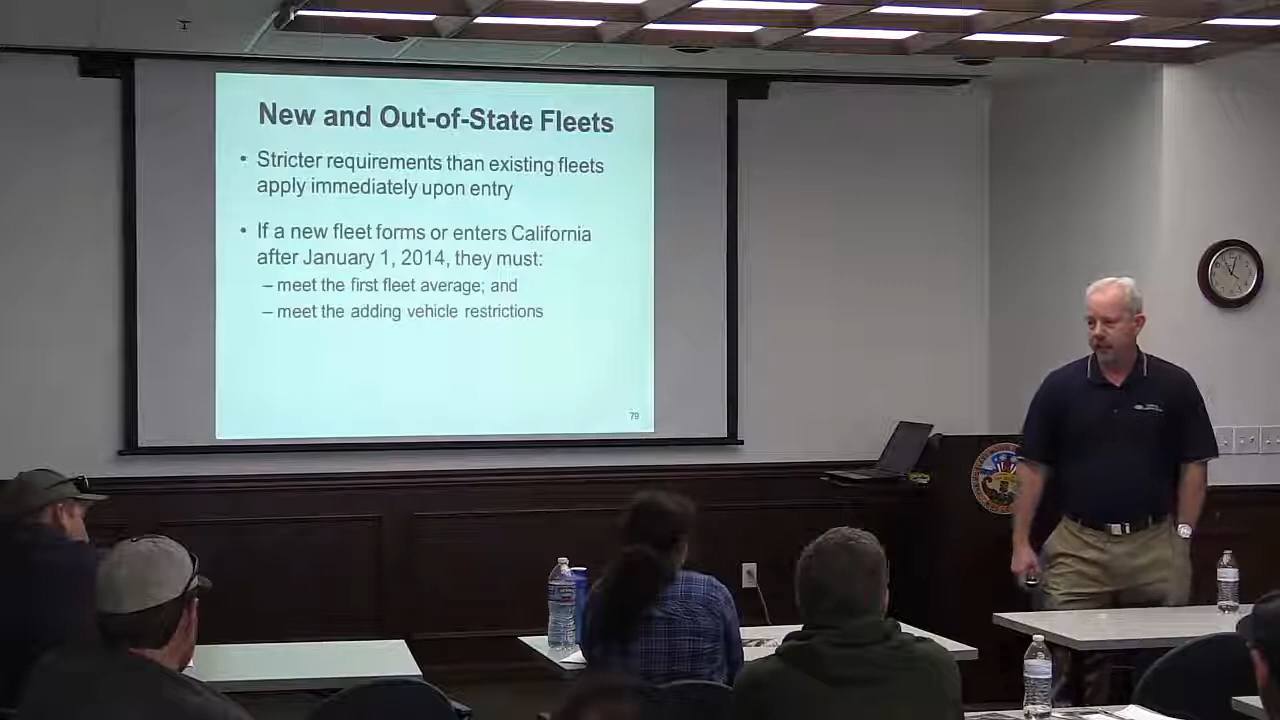 New and Out-of-State Fleets
• Stricter requirements than existing fleets
apply immediately upon entry
• If a new fleet forms or enters California
after January 1, 2014, they must:
– meet the first fleet average; and
– meet the adding vehicle restrictions
79